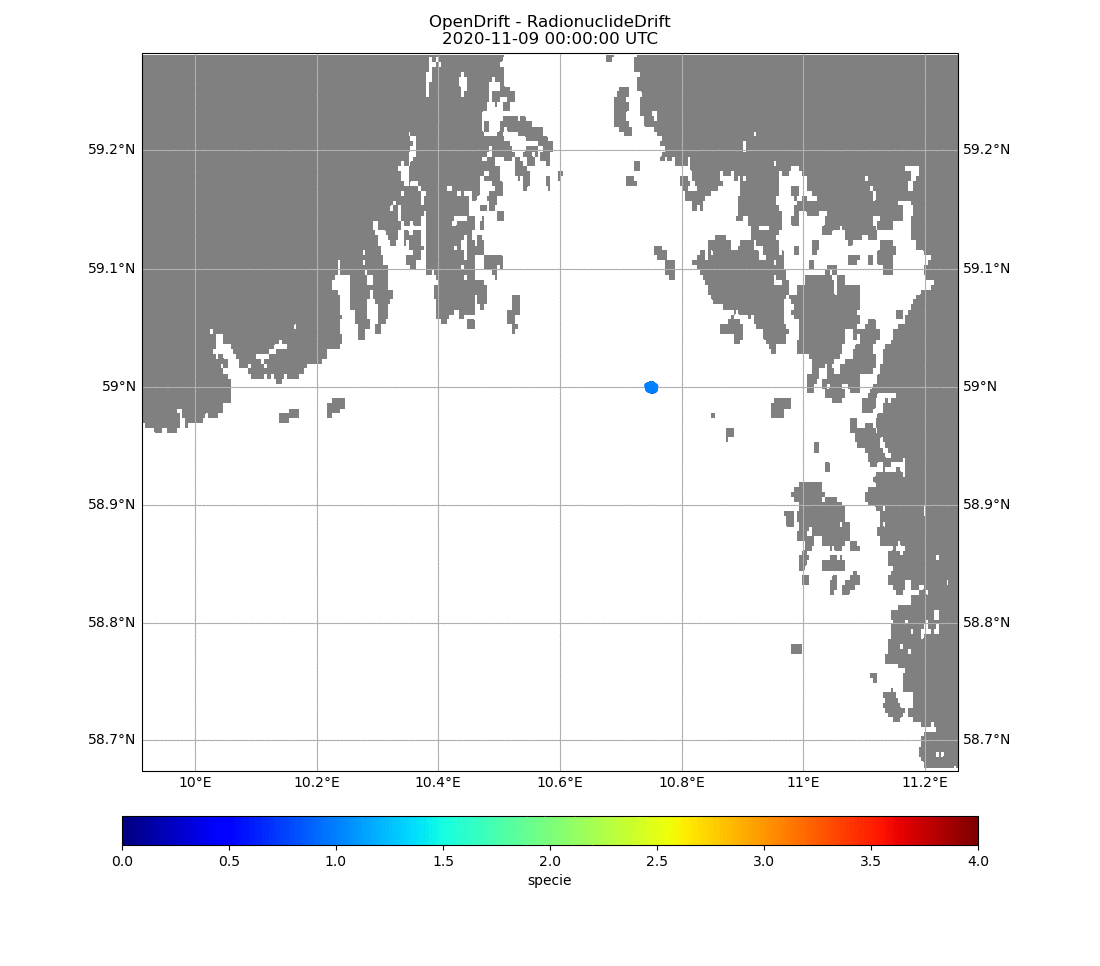 OpenDrift - RadionuclideDrift
2020-11-09 00:00:00 UTC
59.2°N 59.2°N
59.1°N 59.1°N
59°N 59°N
58.9°N 58.9°N
58.8°N 58.8°N
58.7°N 58.7°N
10°E 10.2°E 10.4°E 10.6°E 10.8°E 11°E 11.2°E
0.0 0.5 1.0 1.5 2.0 2.5 3.0 3.5 4.0
specie